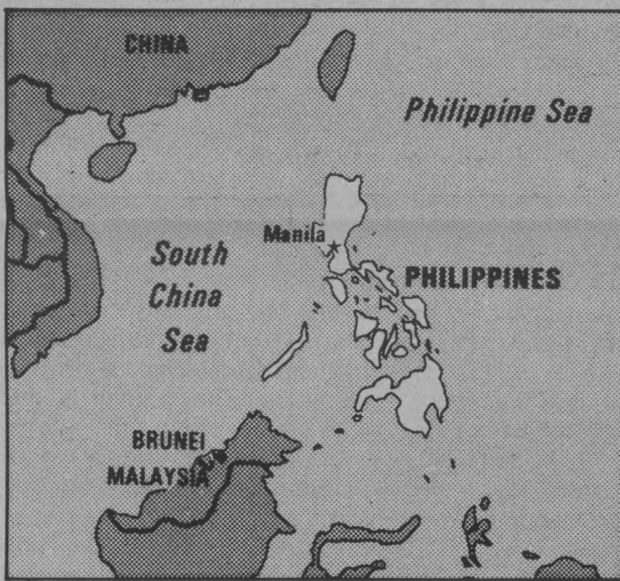 CHINA
Philippine Sea
Manila
South
China
Sea
PHILIPPINES
BRUNEI
MALAYSIA